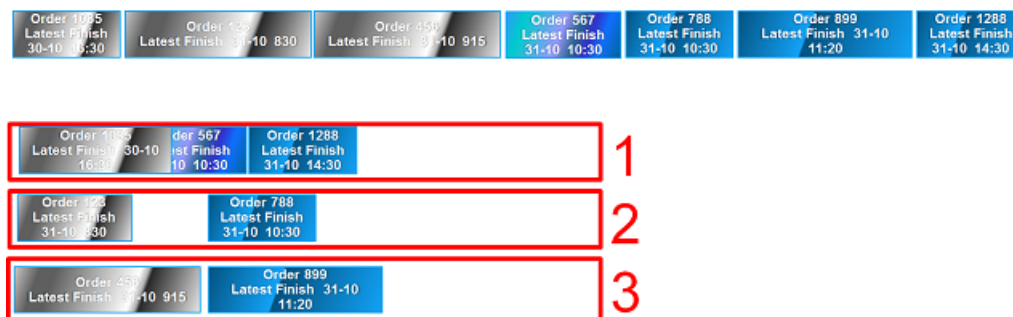 Order 1085
Latest Finish
30-10 16:30
Order 123
Latest Finish 31-10 830
Order 456
Latest Finish 31-10 915
Order 567
Latest Finish
31-10 10:30
Order 788
Latest Finish
31-10 10:30
Order 899
Latest Finish 31-10
11:20
Order 1288
Latest Finish
31-10 14:30
Order 1085
Latest Finish 30-10
16:30
der 567
est Finish
10 10:30
Order 1288
Latest Finish
31-10 14:30
1
Order 123
Latest Finish
31-10 830
Order 788
Latest Finish
31-10 10:30
2
Order 456
Latest Finish 31-10 915
Order 899
Latest Finish 31-10
11:20
3